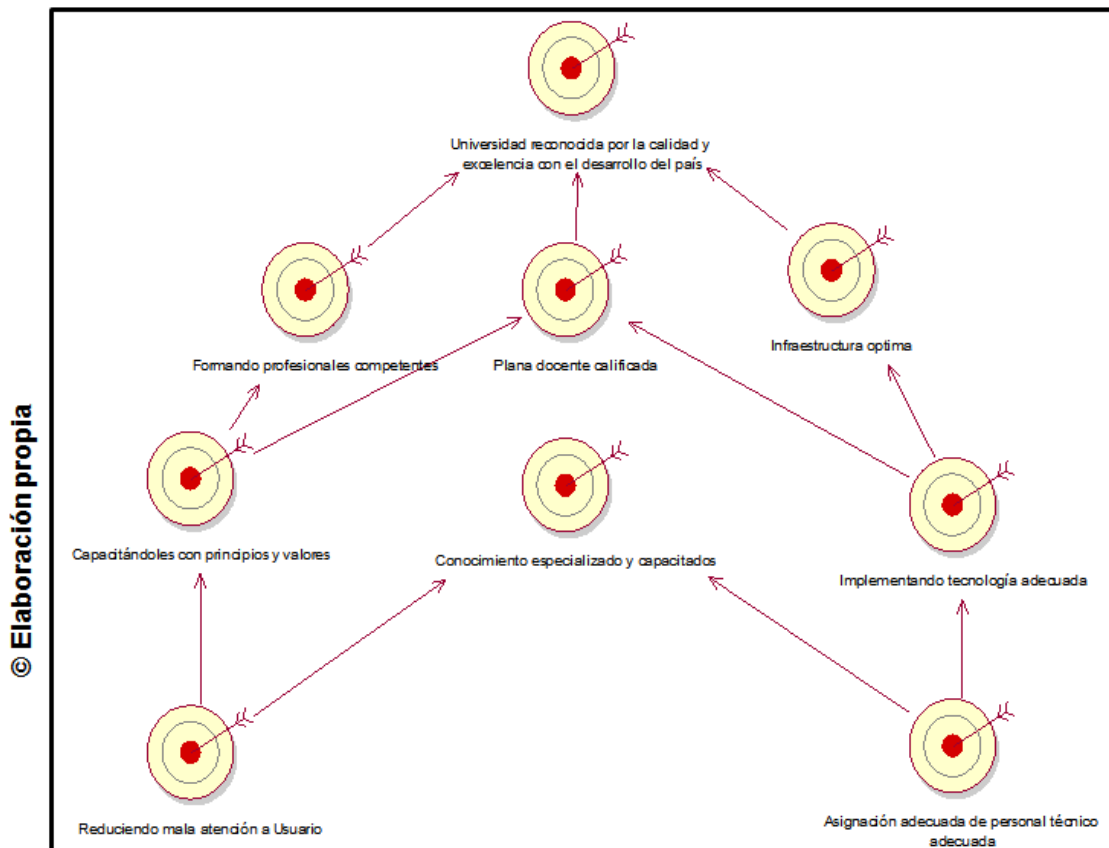 Universidad reconocida por la calidad y
excelencia con el desarrollo del país
Formando profesionales competentes
Plana docente calificada
Infraestructura optima
Capacitándoles con principios y valores
Conocimiento especializado y capacitados
Implementando tecnología adecuada
Reduciendo mala atención a Usuario
Asignación adecuada de personal técnico
adecuada
© Elaboración propia